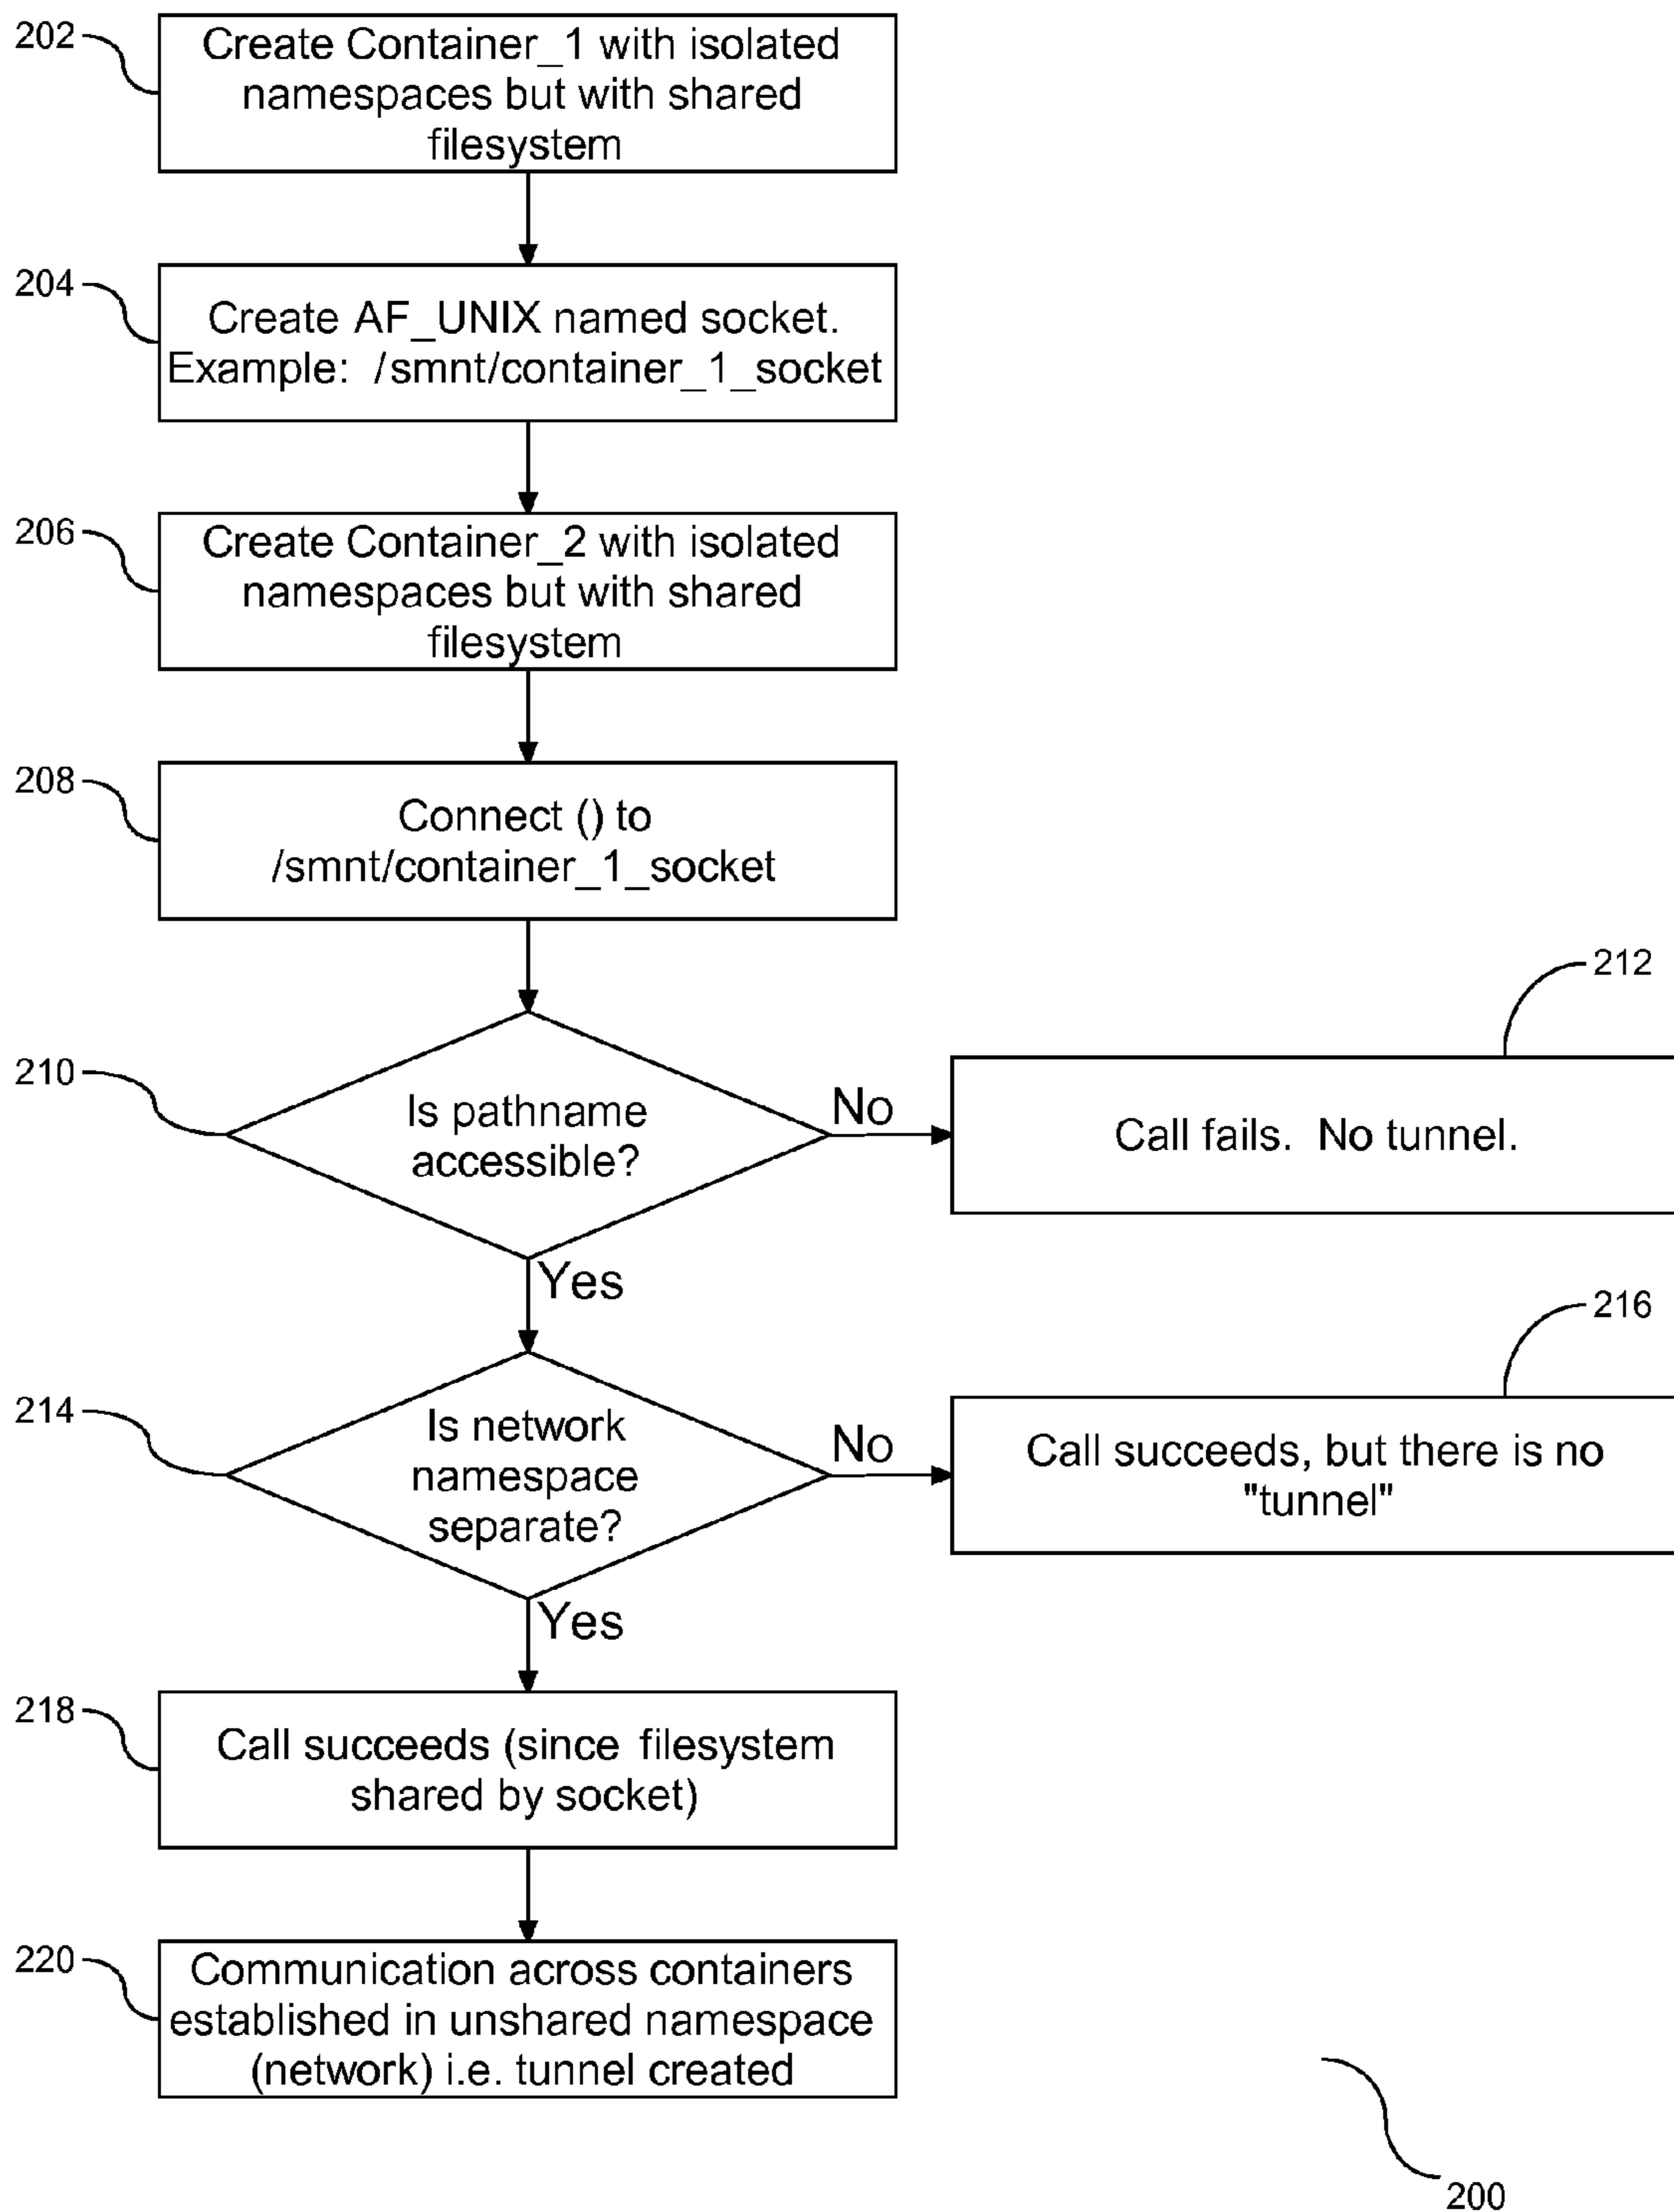 202
Create Container_1 with isolated
namespaces but with shared
filesystem
204
Create AF_UNIX named socket.
Example: /smnt/container_1_socket
206
Create Container_2 with isolated
namespaces but with shared
filesystem
208
Connect () to
/smnt/container_1_socket
210
Is pathname
accessible?
No
212
Call fails. No tunnel.
Yes
214
Is network
namespace
separate?
No
216
Call succeeds, but there is no
"tunnel"
Yes
218
Call succeeds (since filesystem
shared by socket)
220
Communication across containers
established in unshared namespace
(network) i.e. tunnel created
200